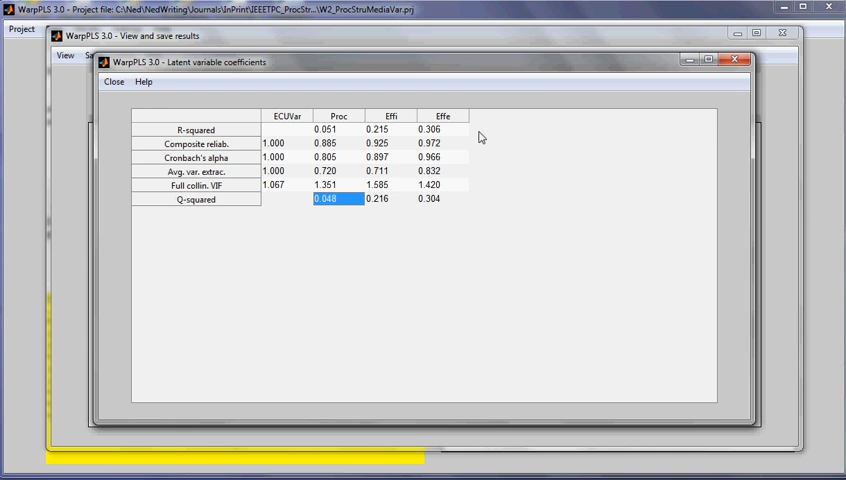 WarpPLS 3.0 - Project file: C:\Ned\NedWriting\Journals\InPrint\IEEETPC_ProcStr...\W2_ProcStruMediaVar.prj
Project
WarpPLS 3.0 - View and save results
View Sa
WarpPLS 3.0 - Latent variable coefficients
Close Help
ECUVar Proc Effi Effe
R-squared 0.051 0.215 0.306
Composite reliab. 1.000 0.885 0.925 0.972
Cronbach's alpha 1.000 0.805 0.897 0.966
Avg. var. extrac. 1.000 0.720 0.711 0.832
Full collin. VIF 1.067 1.351 1.585 1.420
Q-squared 0.048 0.216 0.304